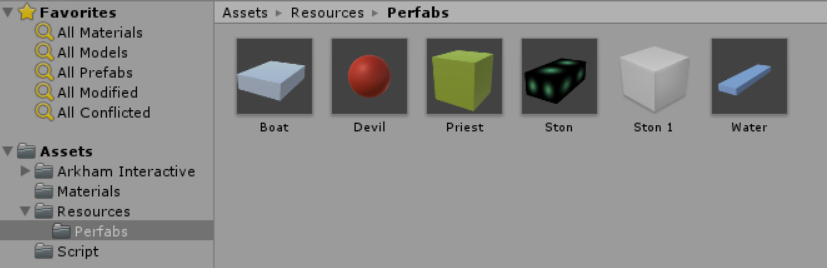 Favorites
All Materials
All Models
All Prefabs
All Modified
All Conflicted
Assets
Arkham Interactive
Materials
Resources
Perfabs
Script
Assets ▸ Resources ▸ Perfabs
Boat Devil Priest Ston Ston 1 Water